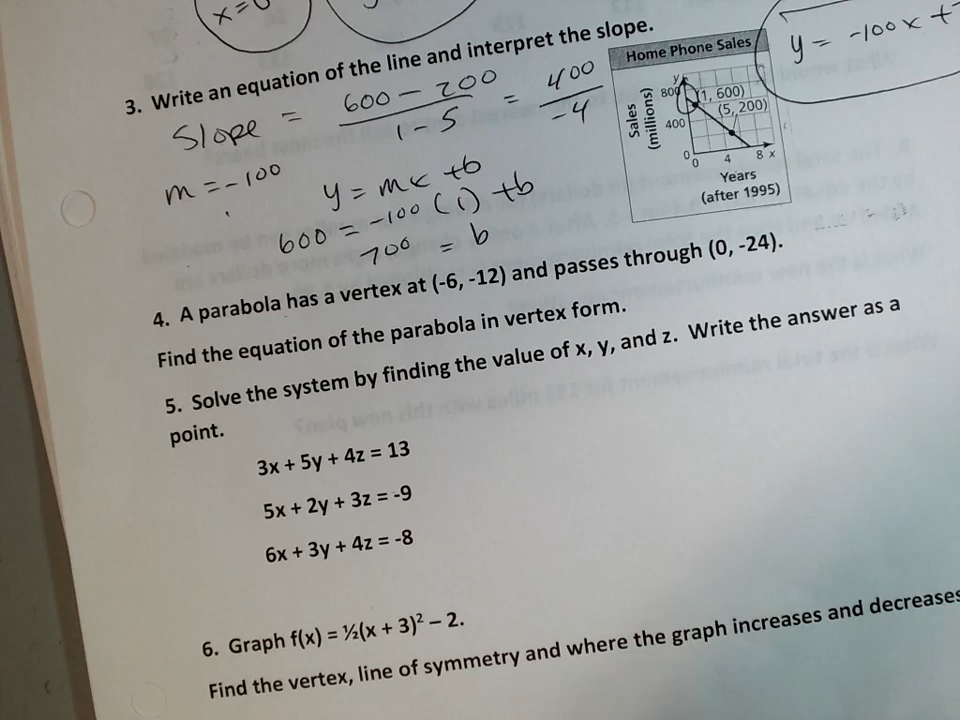 x = 0
3. Write an equation of the line and interpret the slope.
Slope = 600 - 200 / 1 - 5 = 400 / -4
m = -100
y = mx + b
600 = -100 (1) + b
700 = b
Home Phone Sales
y
800
400
0
0
4
8 x
(1, 600)
(5, 200)
Sales
(millions)
Years
(after 1995)
y = -100x +
4. A parabola has a vertex at (-6, -12) and passes through (0, -24).
Find the equation of the parabola in vertex form.
5. Solve the system by finding the value of x, y, and z. Write the answer as a
point.
3x + 5y + 4z = 13
5x + 2y + 3z = -9
6x + 3y + 4z = -8
6. Graph f(x) = ½(x + 3)² – 2.
Find the vertex, line of symmetry and where the graph increases and decreases